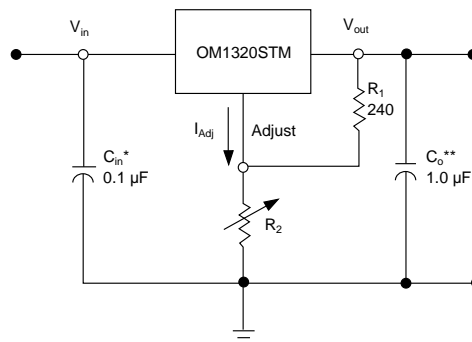 V_in
OM1320STM
V_out
R_1
240
I_Adj
Adjust
C_in*
0.1 µF
C_o**
1.0 µF
R_2